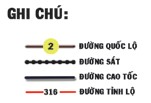 GHI CHÚ:
2 ĐƯỜNG QUỐC LỘ
ĐƯỜNG SẮT
ĐƯỜNG CAO TỐC
316 ĐƯỜNG TỈNH LỘ